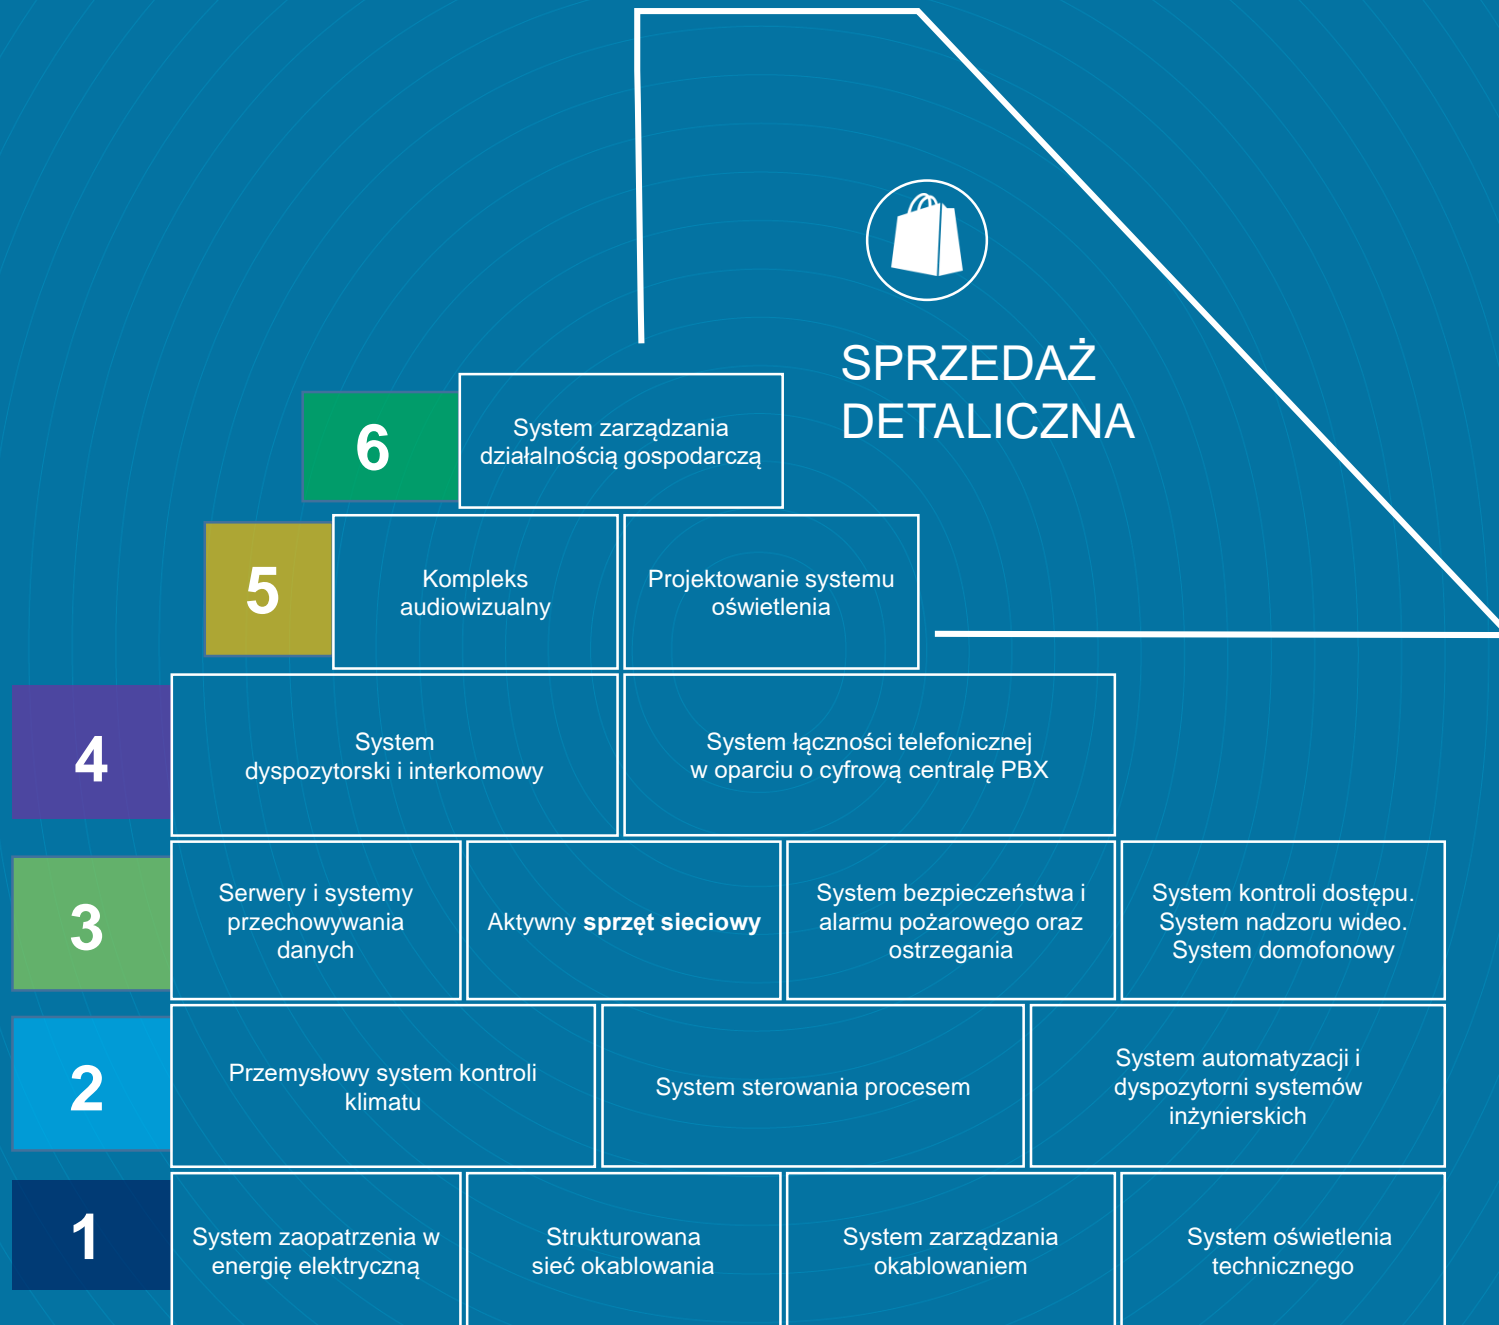 SPRZEDAŻ
DETALICZNA
6
System zarządzania
działalnością gospodarczą
5
Kompleks
audiowizualny
Projektowanie systemu
oświetlenia
4
System
dyspozytorski i interkomowy
System łączności telefonicznej
w oparciu o cyfrową centralę PBX
3
Serwery i systemy
przechowywania
danych
Aktywny sprzęt sieciowy
System bezpieczeństwa i
alarmu pożarowego oraz
ostrzegania
System kontroli dostępu.
System nadzoru wideo.
System domofonowy
2
Przemysłowy system kontroli
klimatu
System sterowania procesem
System automatyzacji i
dyspozytorni systemów
inżynierskich
1
System zaopatrzenia w
energię elektryczną
Strukturowana
sieć okablowania
System zarządzania
okablowaniem
System oświetlenia
technicznego